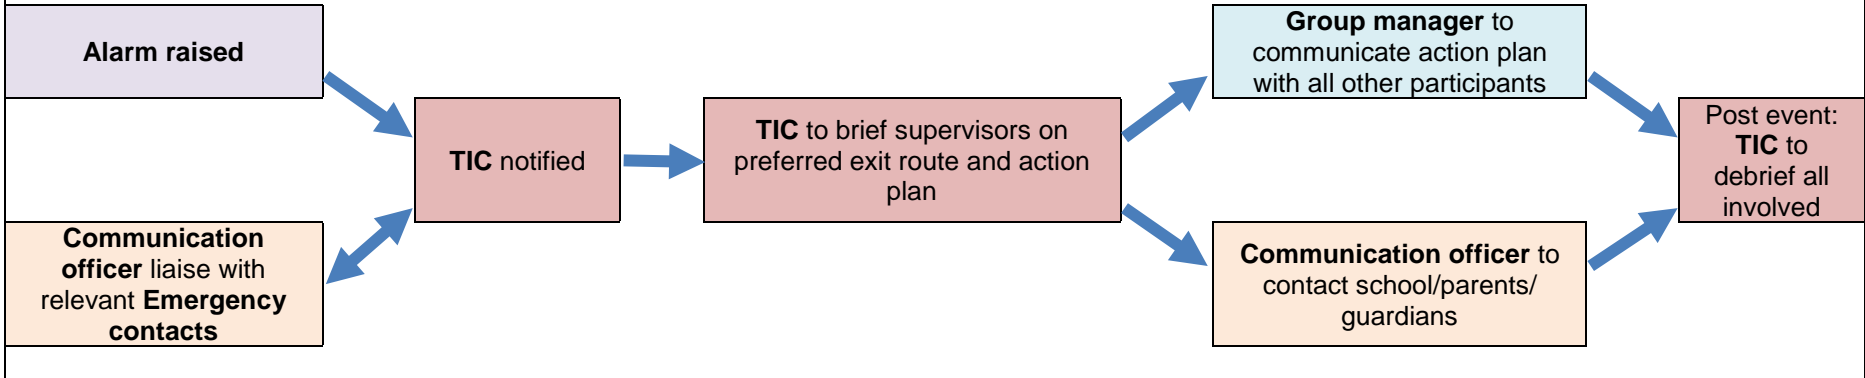 Alarm raised
Communication
officer liaise with
relevant Emergency
contacts
TIC notified
TIC to brief supervisors on
preferred exit route and action
plan
Group manager to
communicate action plan
with all other participants
Communication officer to
contact school/parents/
guardians
Post event:
TIC to
debrief all
involved